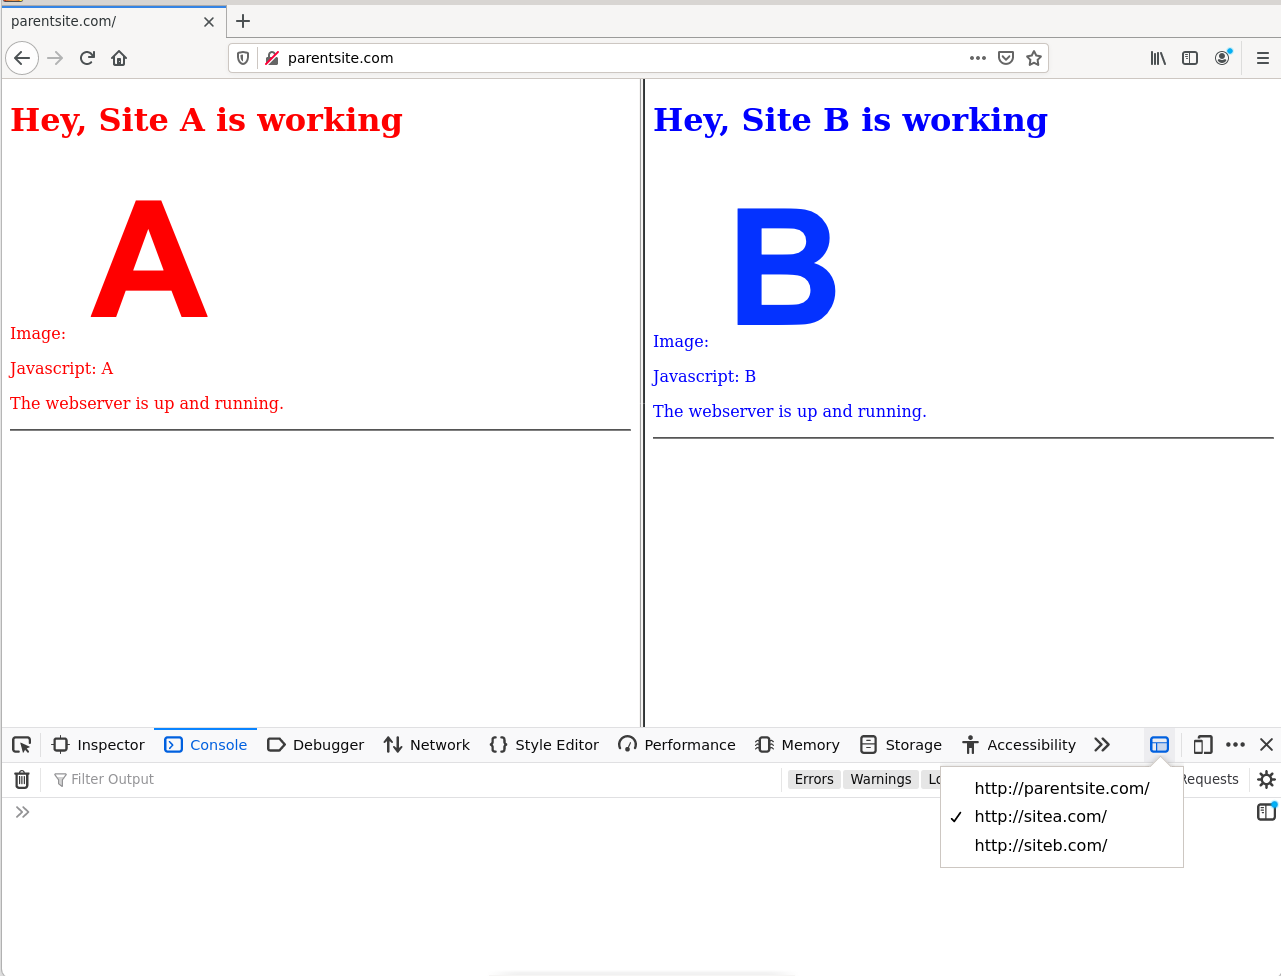 parentsite.com/
parentsite.com
Hey, Site A is working
A
Image:
Javascript: A
The webserver is up and running.
Hey, Site B is working
B
Image:
Javascript: B
The webserver is up and running.
Inspector Console Debugger Network Style Editor Performance Memory Storage Accessibility
Filter Output Errors Warnings Requests
http://parentsite.com/
http://sitea.com/
http://siteb.com/